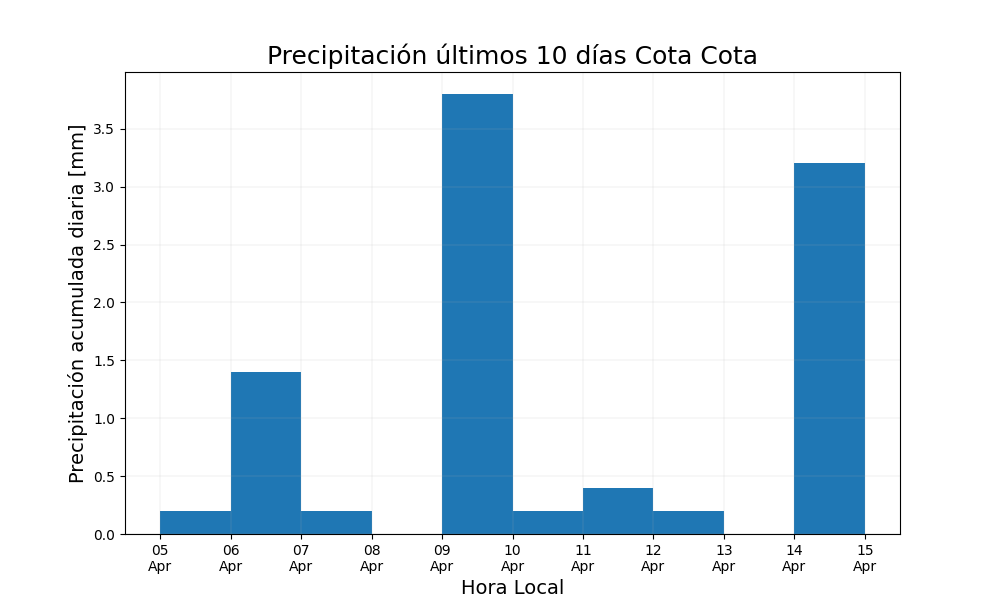 Precipitación últimos 10 días Cota Cota
Precipitación acumulada diaria [mm]
3.5
3.0
2.5
2.0
1.5
1.0
0.5
0.0
05 06 07 08 09 10 11 12 13 14 15
Apr Apr Apr Apr Apr Apr Apr Apr Apr Apr Apr
Hora Local